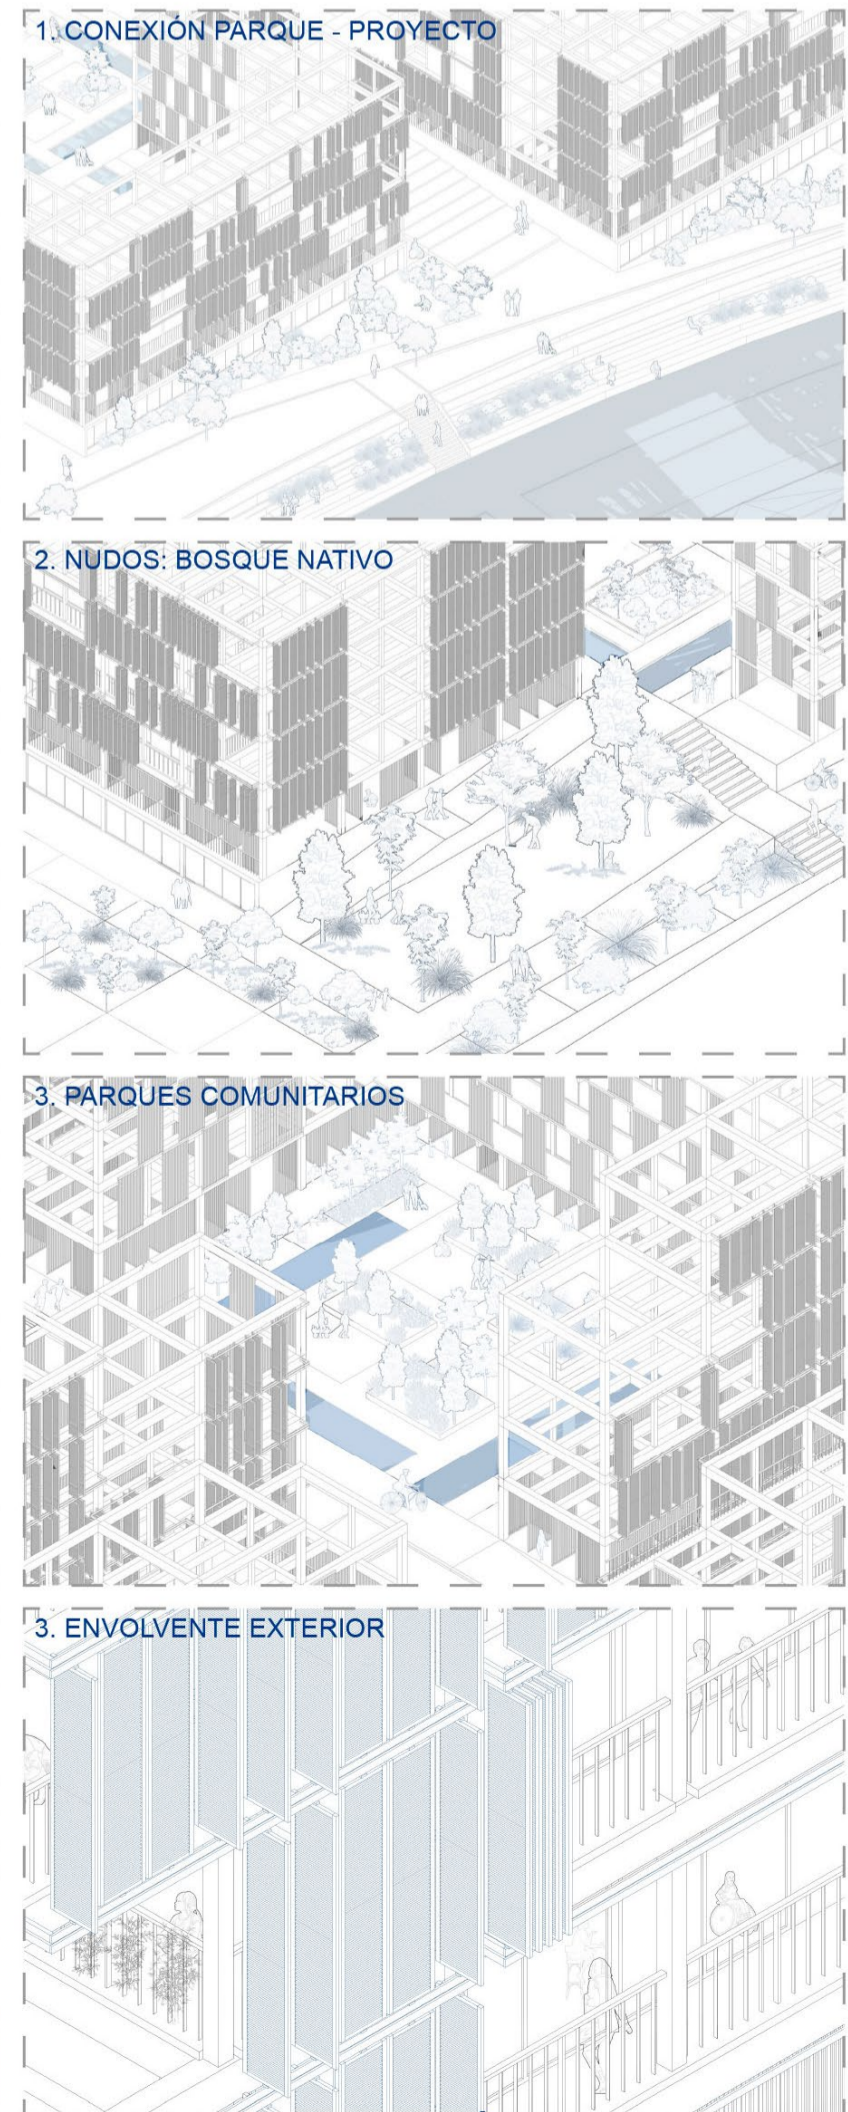 1. CONEXIÓN PARQUE - PROYECTO
2. NUDOS: BOSQUE NATIVO
3. PARQUES COMUNITARIOS
3. ENVOLVENTE EXTERIOR